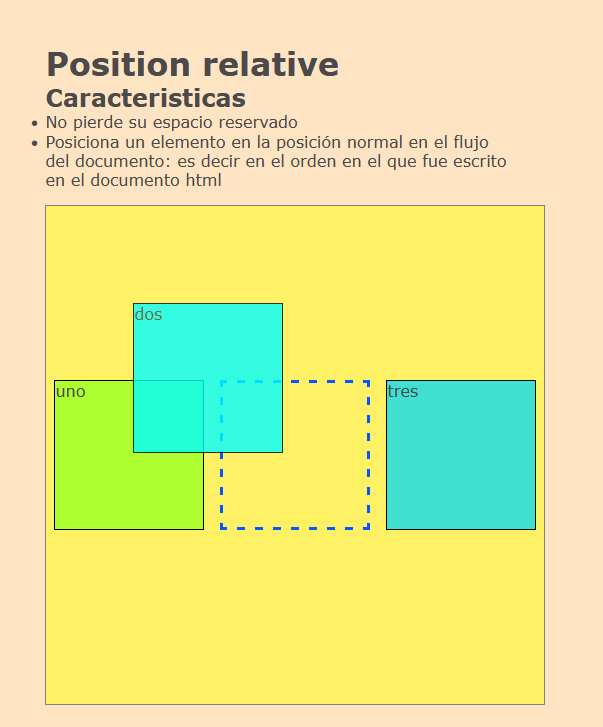 Position relative
Caracteristicas
No pierde su espacio reservado
Posiciona un elemento en la posición normal en el flujo
del documento: es decir en el orden en el que fue escrito
en el documento html
dos
uno
tres